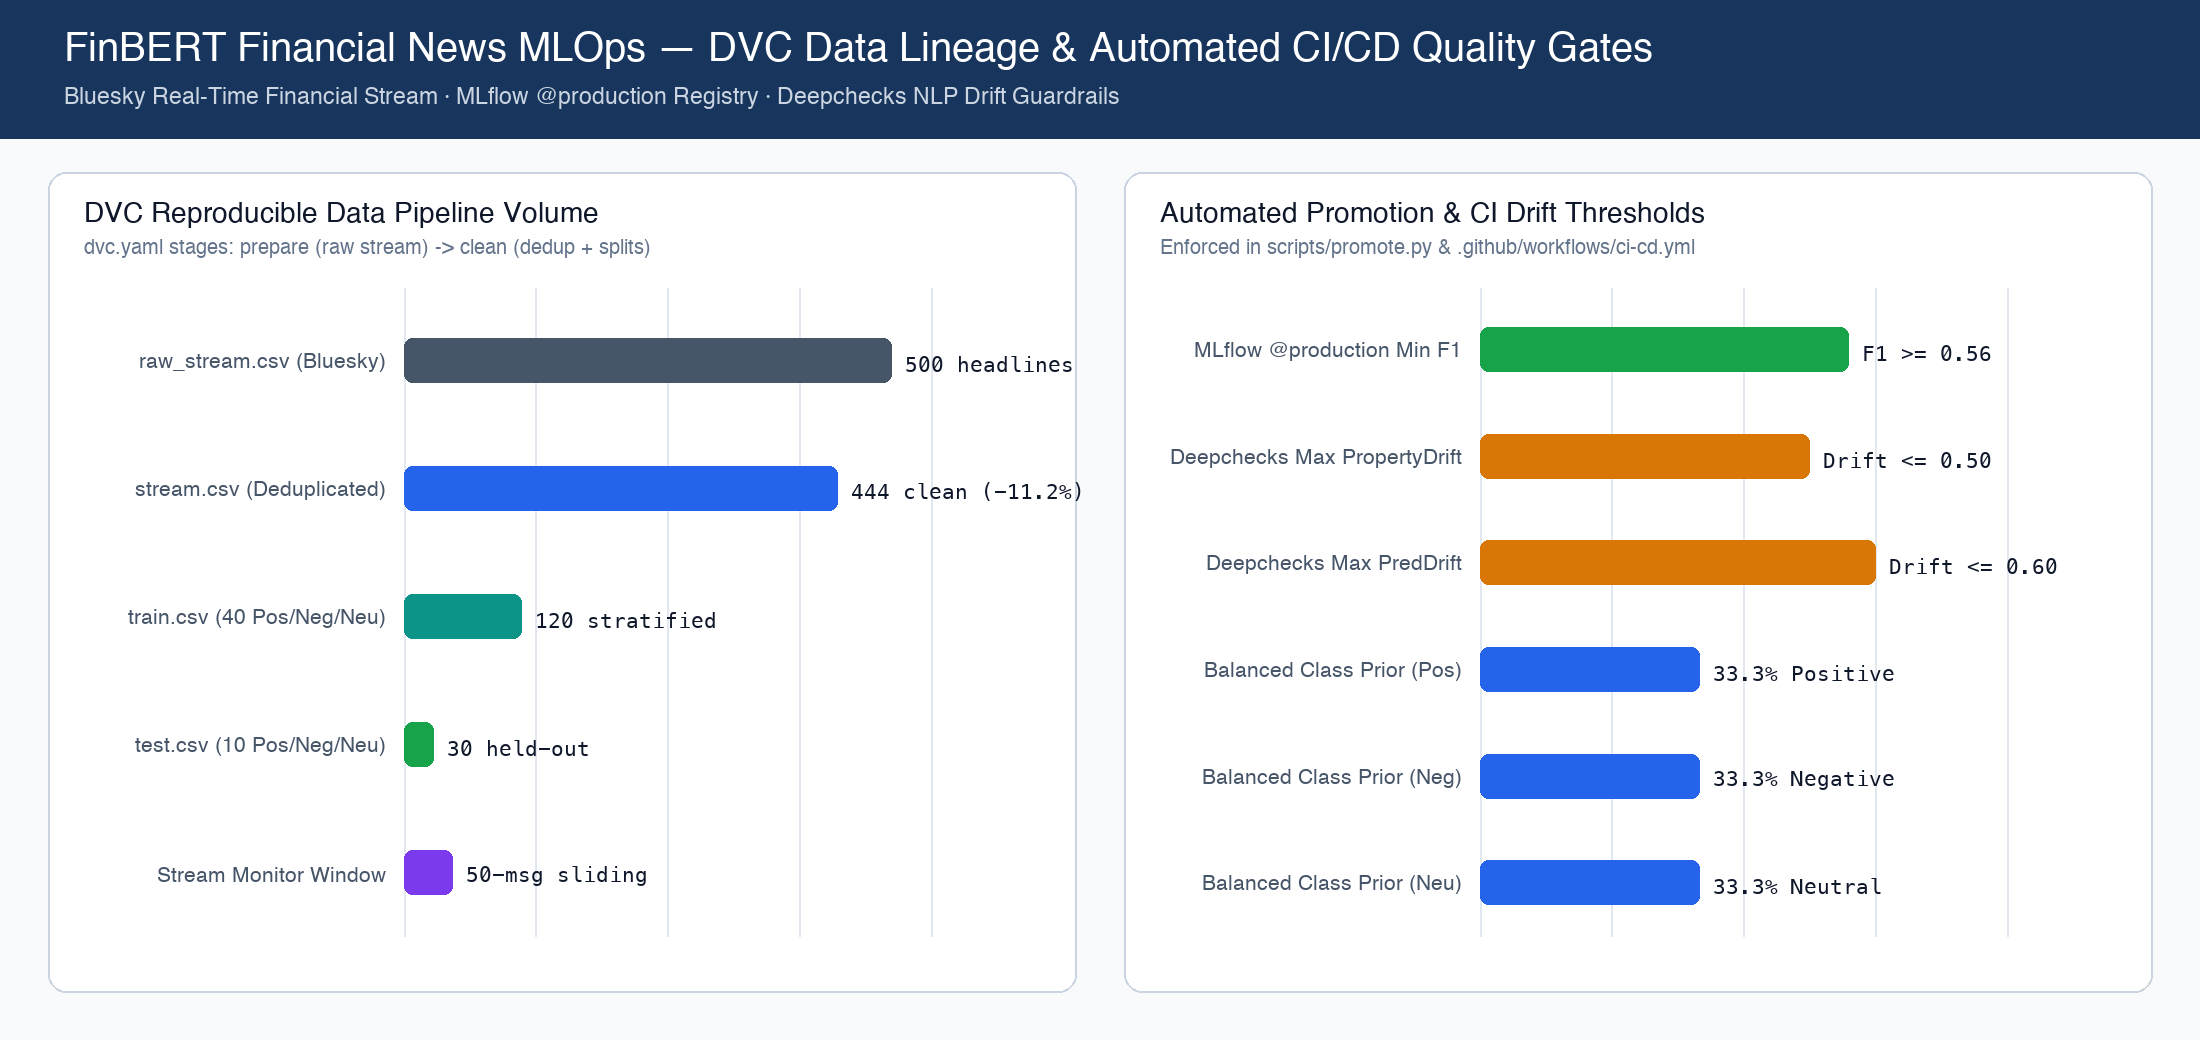 FinBERT Financial News MLOps — DVC Data Lineage & Automated CI/CD Quality Gates
Bluesky Real-Time Financial Stream · MLflow @production Registry · Deepchecks NLP Drift Guardrails
DVC Reproducible Data Pipeline Volume
dvc.yaml stages: prepare (raw stream) -> clean (dedup + splits)
raw_stream.csv (Bluesky) 500 headlines
stream.csv (Deduplicated) 444 clean (-11.2%)
train.csv (40 Pos/Neg/Neu) 120 stratified
test.csv (10 Pos/Neg/Neu) 30 held-out
Stream Monitor Window 50-msg sliding
Automated Promotion & CI Drift Thresholds
Enforced in scripts/promote.py & .github/workflows/ci-cd.yml
MLflow @production Min F1 F1 >= 0.56
Deepchecks Max PropertyDrift Drift <= 0.50
Deepchecks Max PredDrift Drift <= 0.60
Balanced Class Prior (Pos) 33.3% Positive
Balanced Class Prior (Neg) 33.3% Negative
Balanced Class Prior (Neu) 33.3% Neutral